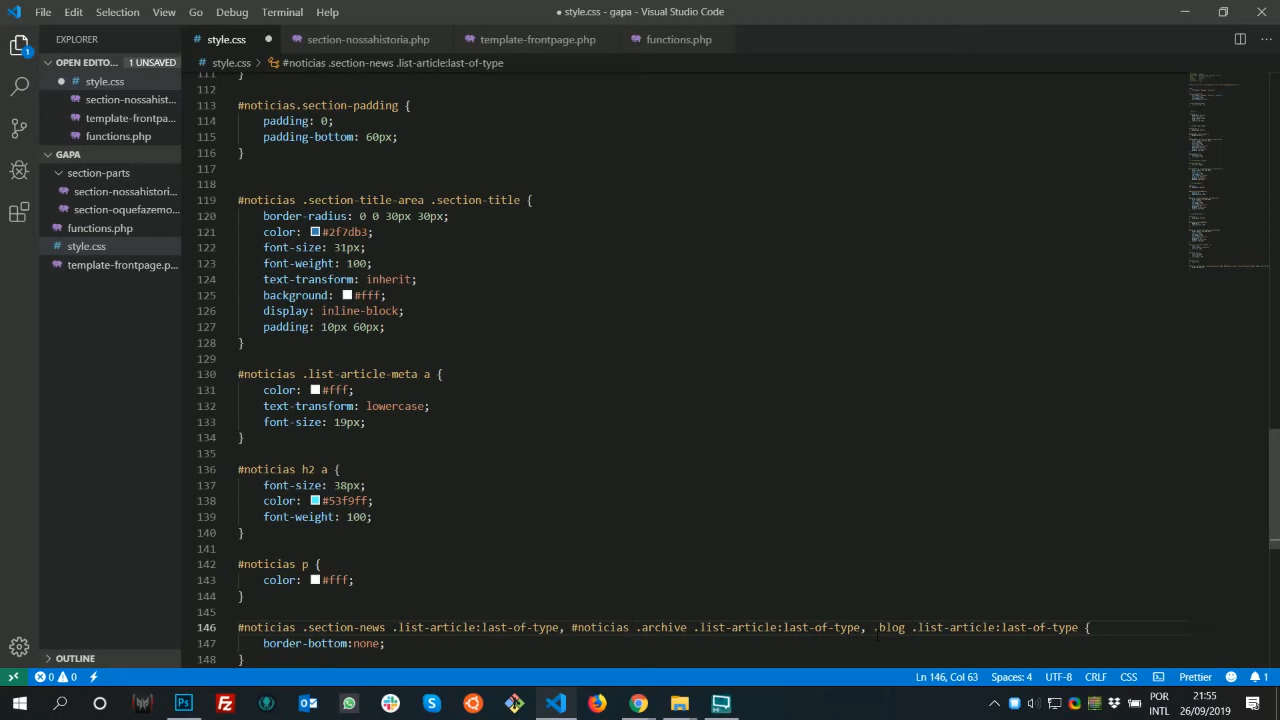 File Edit Selection View Go Debug Terminal Help
● style.css - gapa - Visual Studio Code
EXPLORER
OPEN EDITO... 1 UNSAVED
# style.css
section-nossahist...
template-frontpa...
functions.php
GAPA
section-parts
section-nossahistori...
section-oquefazemo...
functions.php
# style.css
template-frontpage.p...
OUTLINE
# style.css ● section-nossahistoria.php template-frontpage.php functions.php
# style.css > #noticias .section-news .list-article:last-of-type
111 }
112
113 #noticias.section-padding {
114 padding: 0;
115 padding-bottom: 60px;
116 }
117
118
119 #noticias .section-title-area .section-title {
120 border-radius: 0 0 30px 30px;
121 color: #2f7db3;
122 font-size: 31px;
123 font-weight: 100;
124 text-transform: inherit;
125 background: #fff;
126 display: inline-block;
127 padding: 10px 60px;
128 }
129
130 #noticias .list-article-meta a {
131 color: #fff;
132 text-transform: lowercase;
133 font-size: 19px;
134 }
135
136 #noticias h2 a {
137 font-size: 38px;
138 color: #53f9ff;
139 font-weight: 100;
140 }
141
142 #noticias p {
143 color: #fff;
144 }
145
146 #noticias .section-news .list-article:last-of-type, #noticias .archive .list-article:last-of-type, .blog .list-article:last-of-type {
147 border-bottom:none;
148 }
0 0 Ln 146, Col 63 Spaces: 4 UTF-8 CRLF CSS Prettier 1
POR 21:55
INTL 26/09/2019